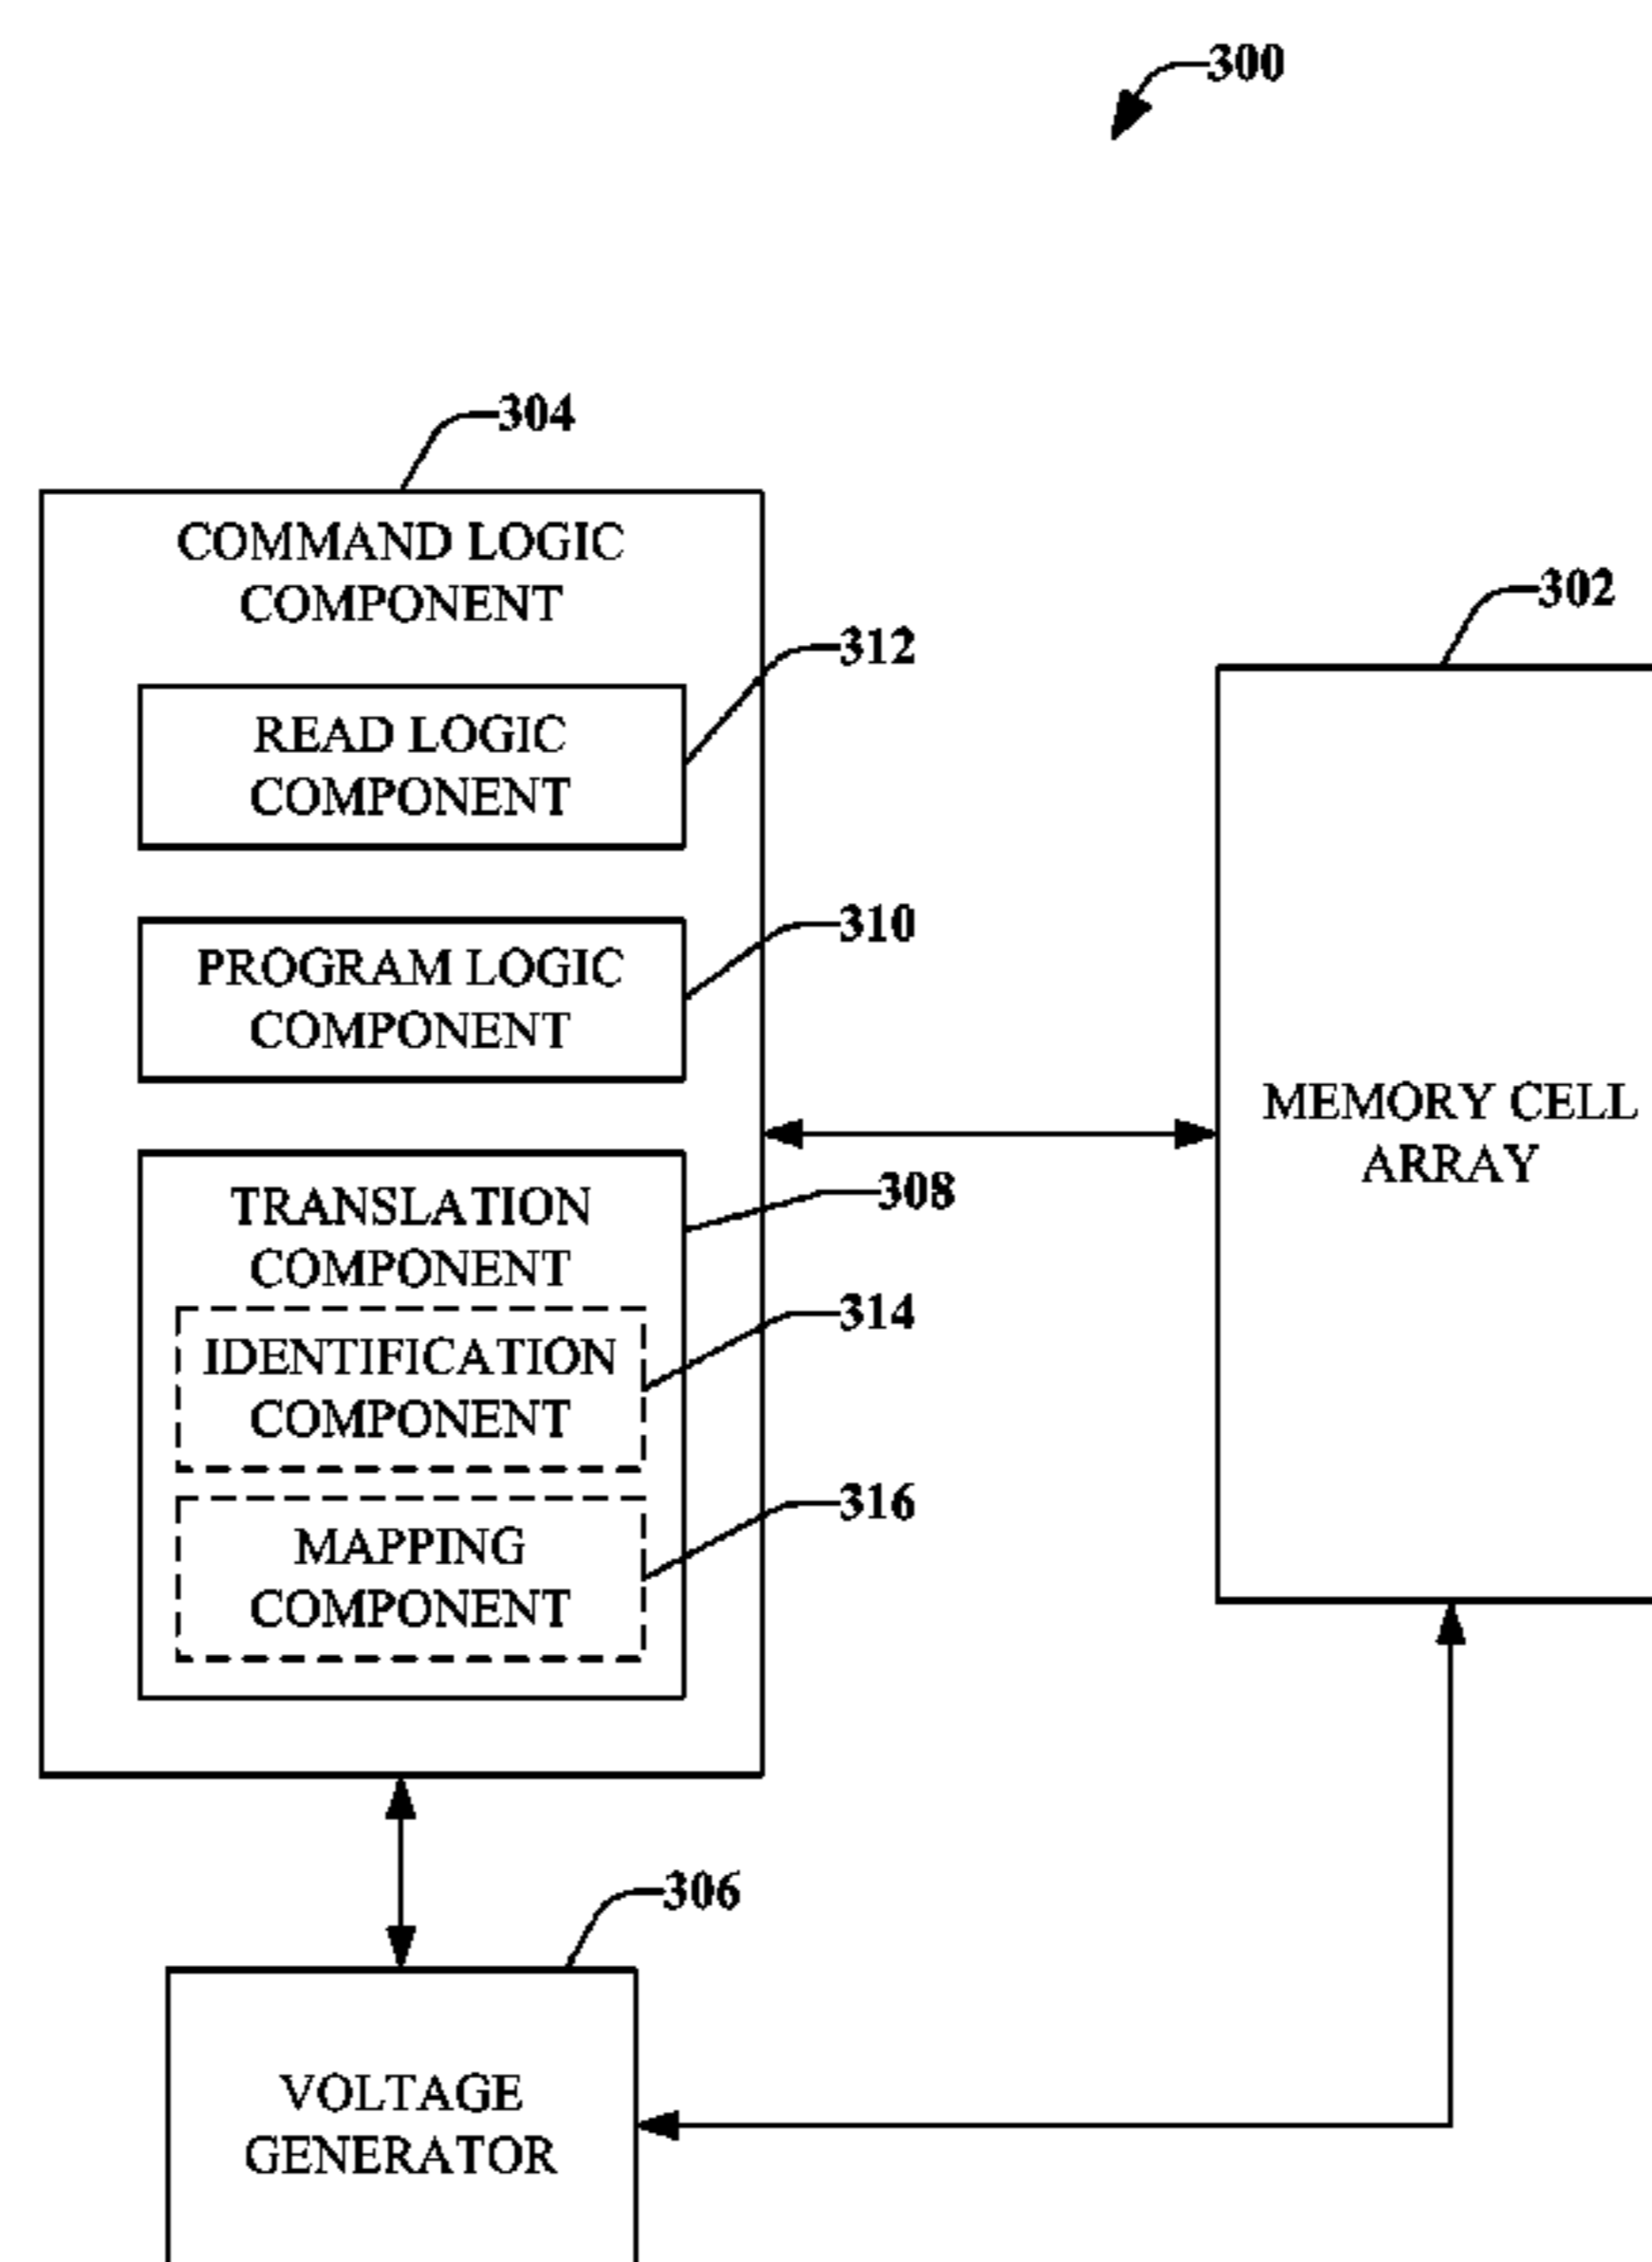 300
304
COMMAND LOGIC
COMPONENT
302
312
READ LOGIC
COMPONENT
310
PROGRAM LOGIC
COMPONENT
MEMORY CELL
ARRAY
308
TRANSLATION
COMPONENT
314
IDENTIFICATION
COMPONENT
316
MAPPING
COMPONENT
306
VOLTAGE
GENERATOR